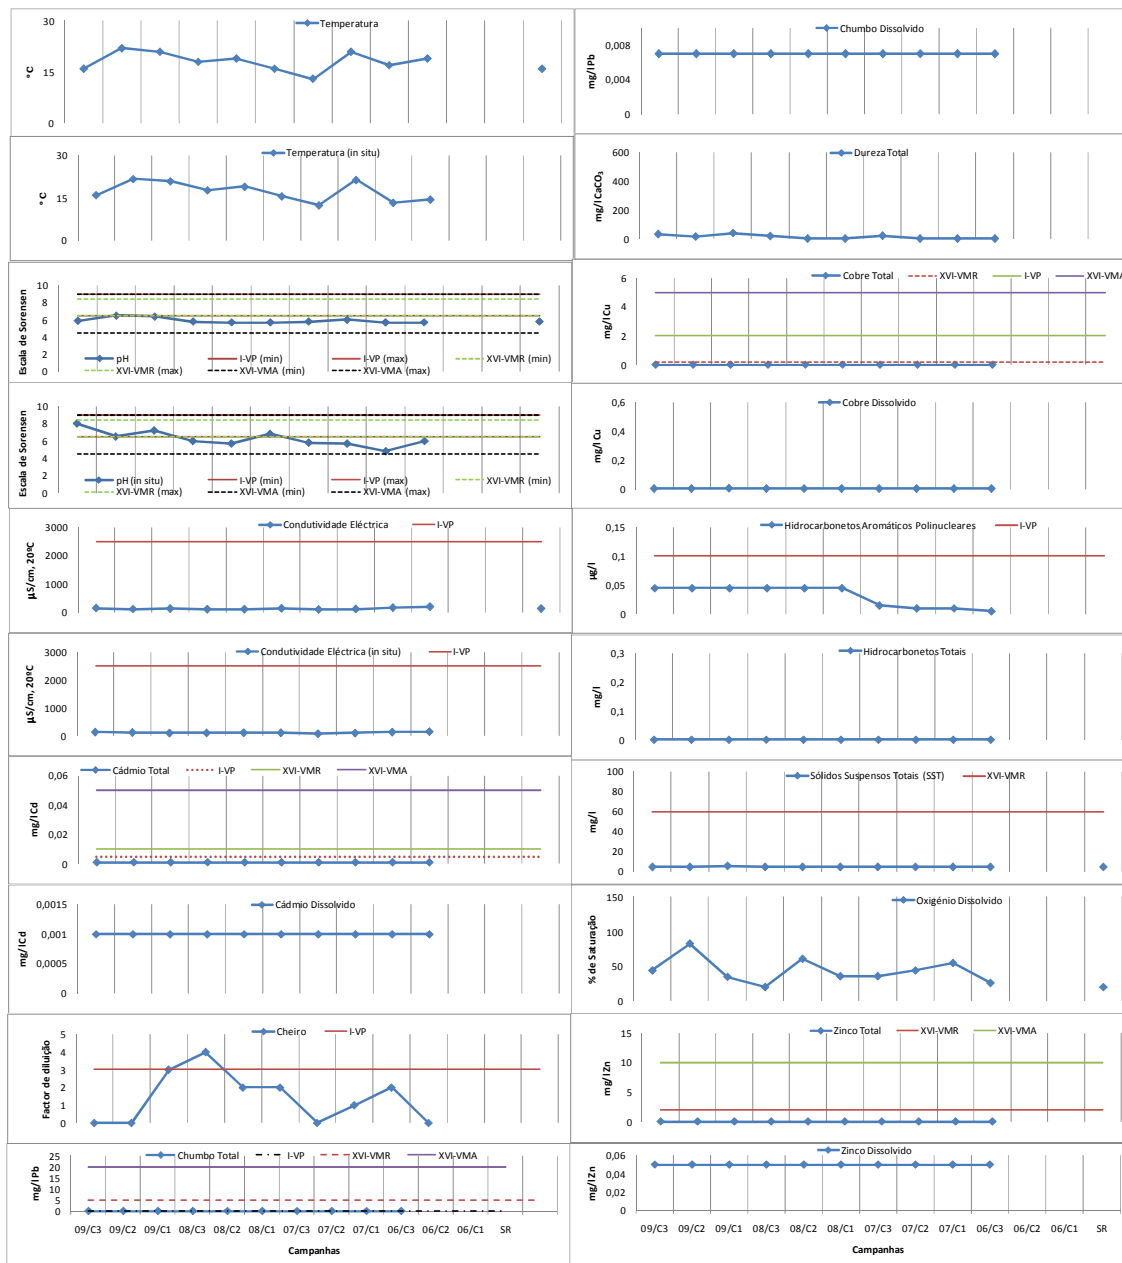 Temperatura
30
15
0
°C
Temperatura (in situ)
30
15
0
°C
10
8
6
4
2
0
Escala de Sorensen
pH
I-VP (min)
I-VP (max)
XVI-VMR (min)
XVI-VMR (max)
XVI-VMA (min)
XVI-VMA (max)
10
8
6
4
2
0
Escala de Sorensen
pH (in situ)
I-VP (min)
I-VP (max)
XVI-VMR (min)
XVI-VMR (max)
XVI-VMA (min)
XVI-VMA (max)
Condutividade Eléctrica
I-VP
3000
2000
1000
0
µS/cm, 20ºC
Condutividade Eléctrica (in situ)
I-VP
3000
2000
1000
0
µS/cm, 20ºC
Cádmio Total
I-VP
XVI-VMR
XVI-VMA
0,06
0,04
0,02
0
mg/l Cd
Cádmio Dissolvido
0,0015
0,001
0,0005
0
mg/l Cd
Cheiro
I-VP
5
4
3
2
1
0
Factor de diluição
Chumbo Total
I-VP
XVI-VMR
XVI-VMA
25
20
15
10
5
0
mg/l Pb
09/C3 09/C2 09/C1 08/C3 08/C2 08/C1 07/C3 07/C2 07/C1 06/C3 06/C2 06/C1 SR
Campanhas
Chumbo Dissolvido
0,008
0,004
0
mg/l Pb
Dureza Total
600
400
200
0
mg/l CaCO3
Cobre Total
XVI-VMR
I-VP
XVI-VMA
6
4
2
0
mg/l Cu
Cobre Dissolvido
0,6
0,4
0,2
0
mg/l Cu
Hidrocarbonetos Aromáticos Polinucleares
I-VP
0,15
0,1
0,05
0
µg/l
Hidrocarbonetos Totais
0,3
0,2
0,1
0
mg/l
Sólidos Suspensos Totais (SST)
XVI-VMR
100
80
60
40
20
0
mg/l
Oxigénio Dissolvido
150
100
50
0
% de Saturação
Zinco Total
XVI-VMR
XVI-VMA
15
10
5
0
mg/l Zn
Zinco Dissolvido
0,06
0,04
0,02
0
mg/l Zn
09/C3 09/C2 09/C1 08/C3 08/C2 08/C1 07/C3 07/C2 07/C1 06/C3 06/C2 06/C1 SR
Campanhas